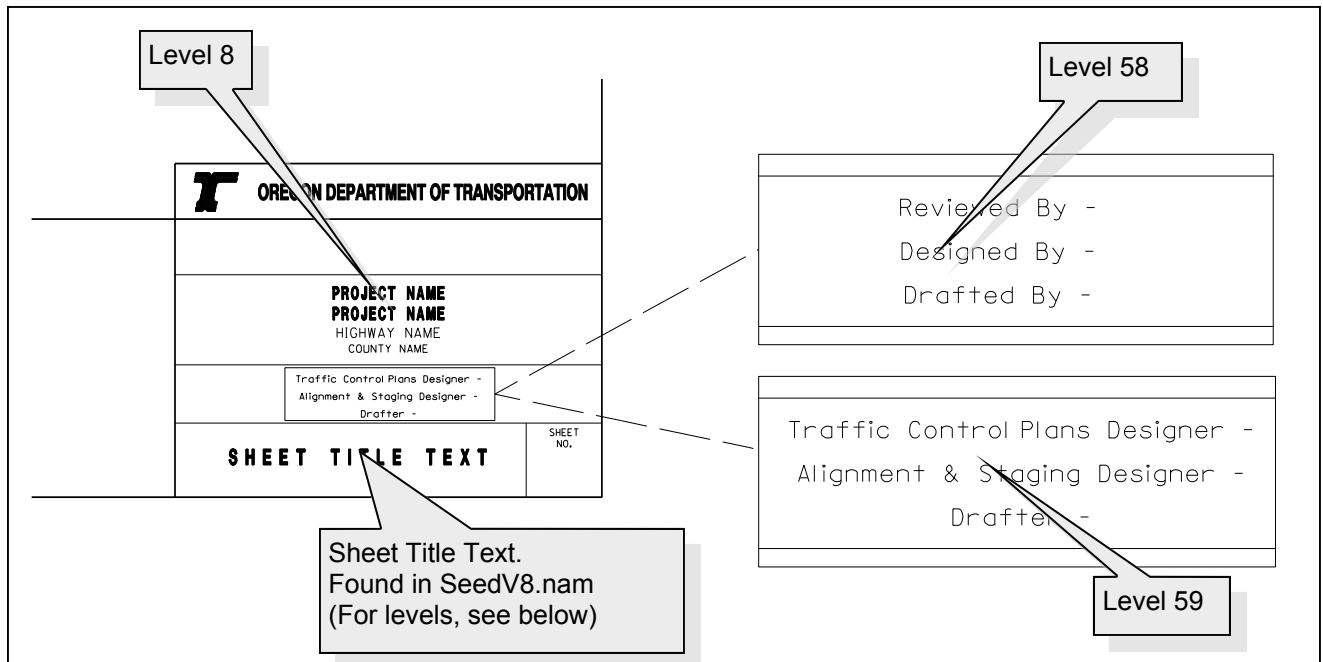 Level 8
Level 58
OREGON DEPARTMENT OF TRANSPORTATION
PROJECT NAME
PROJECT NAME
HIGHWAY NAME
COUNTY NAME
Traffic Control Plans Designer -
Alignment & Staging Designer -
Drafter -
SHEET TITLE TEXT
SHEET
NO.
Sheet Title Text.
Found in SeedV8.nam
(For levels, see below)
Reviewed By -
Designed By -
Drafted By -
Traffic Control Plans Designer -
Alignment & Staging Designer -
Drafter -
Level 59